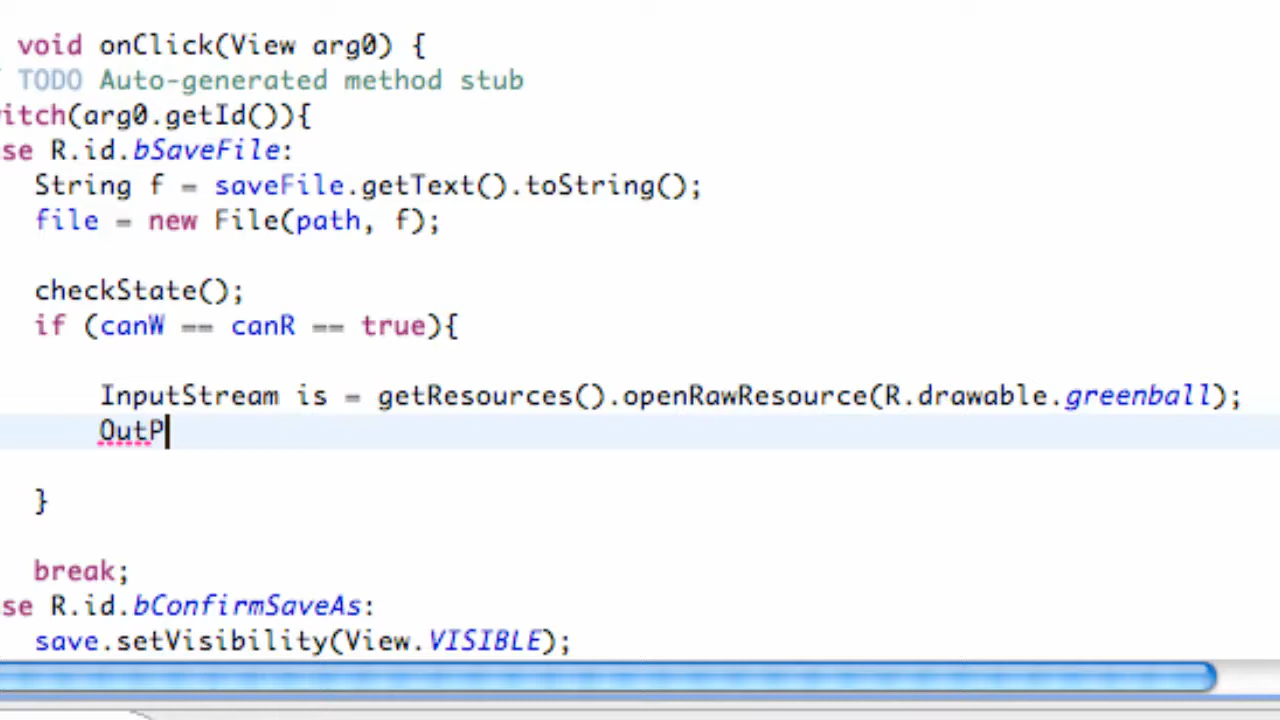 void onClick(View arg0) {
TODO Auto-generated method stub
itch(arg0.getId()){
se R.id.bSaveFile:
String f = saveFile.getText().toString();
file = new File(path, f);
checkState();
if (canW == canR == true){
InputStream is = getResources().openRawResource(R.drawable.greenball);
OutP
}
break;
se R.id.bConfirmSaveAs:
save.setVisibility(View.VISIBLE);